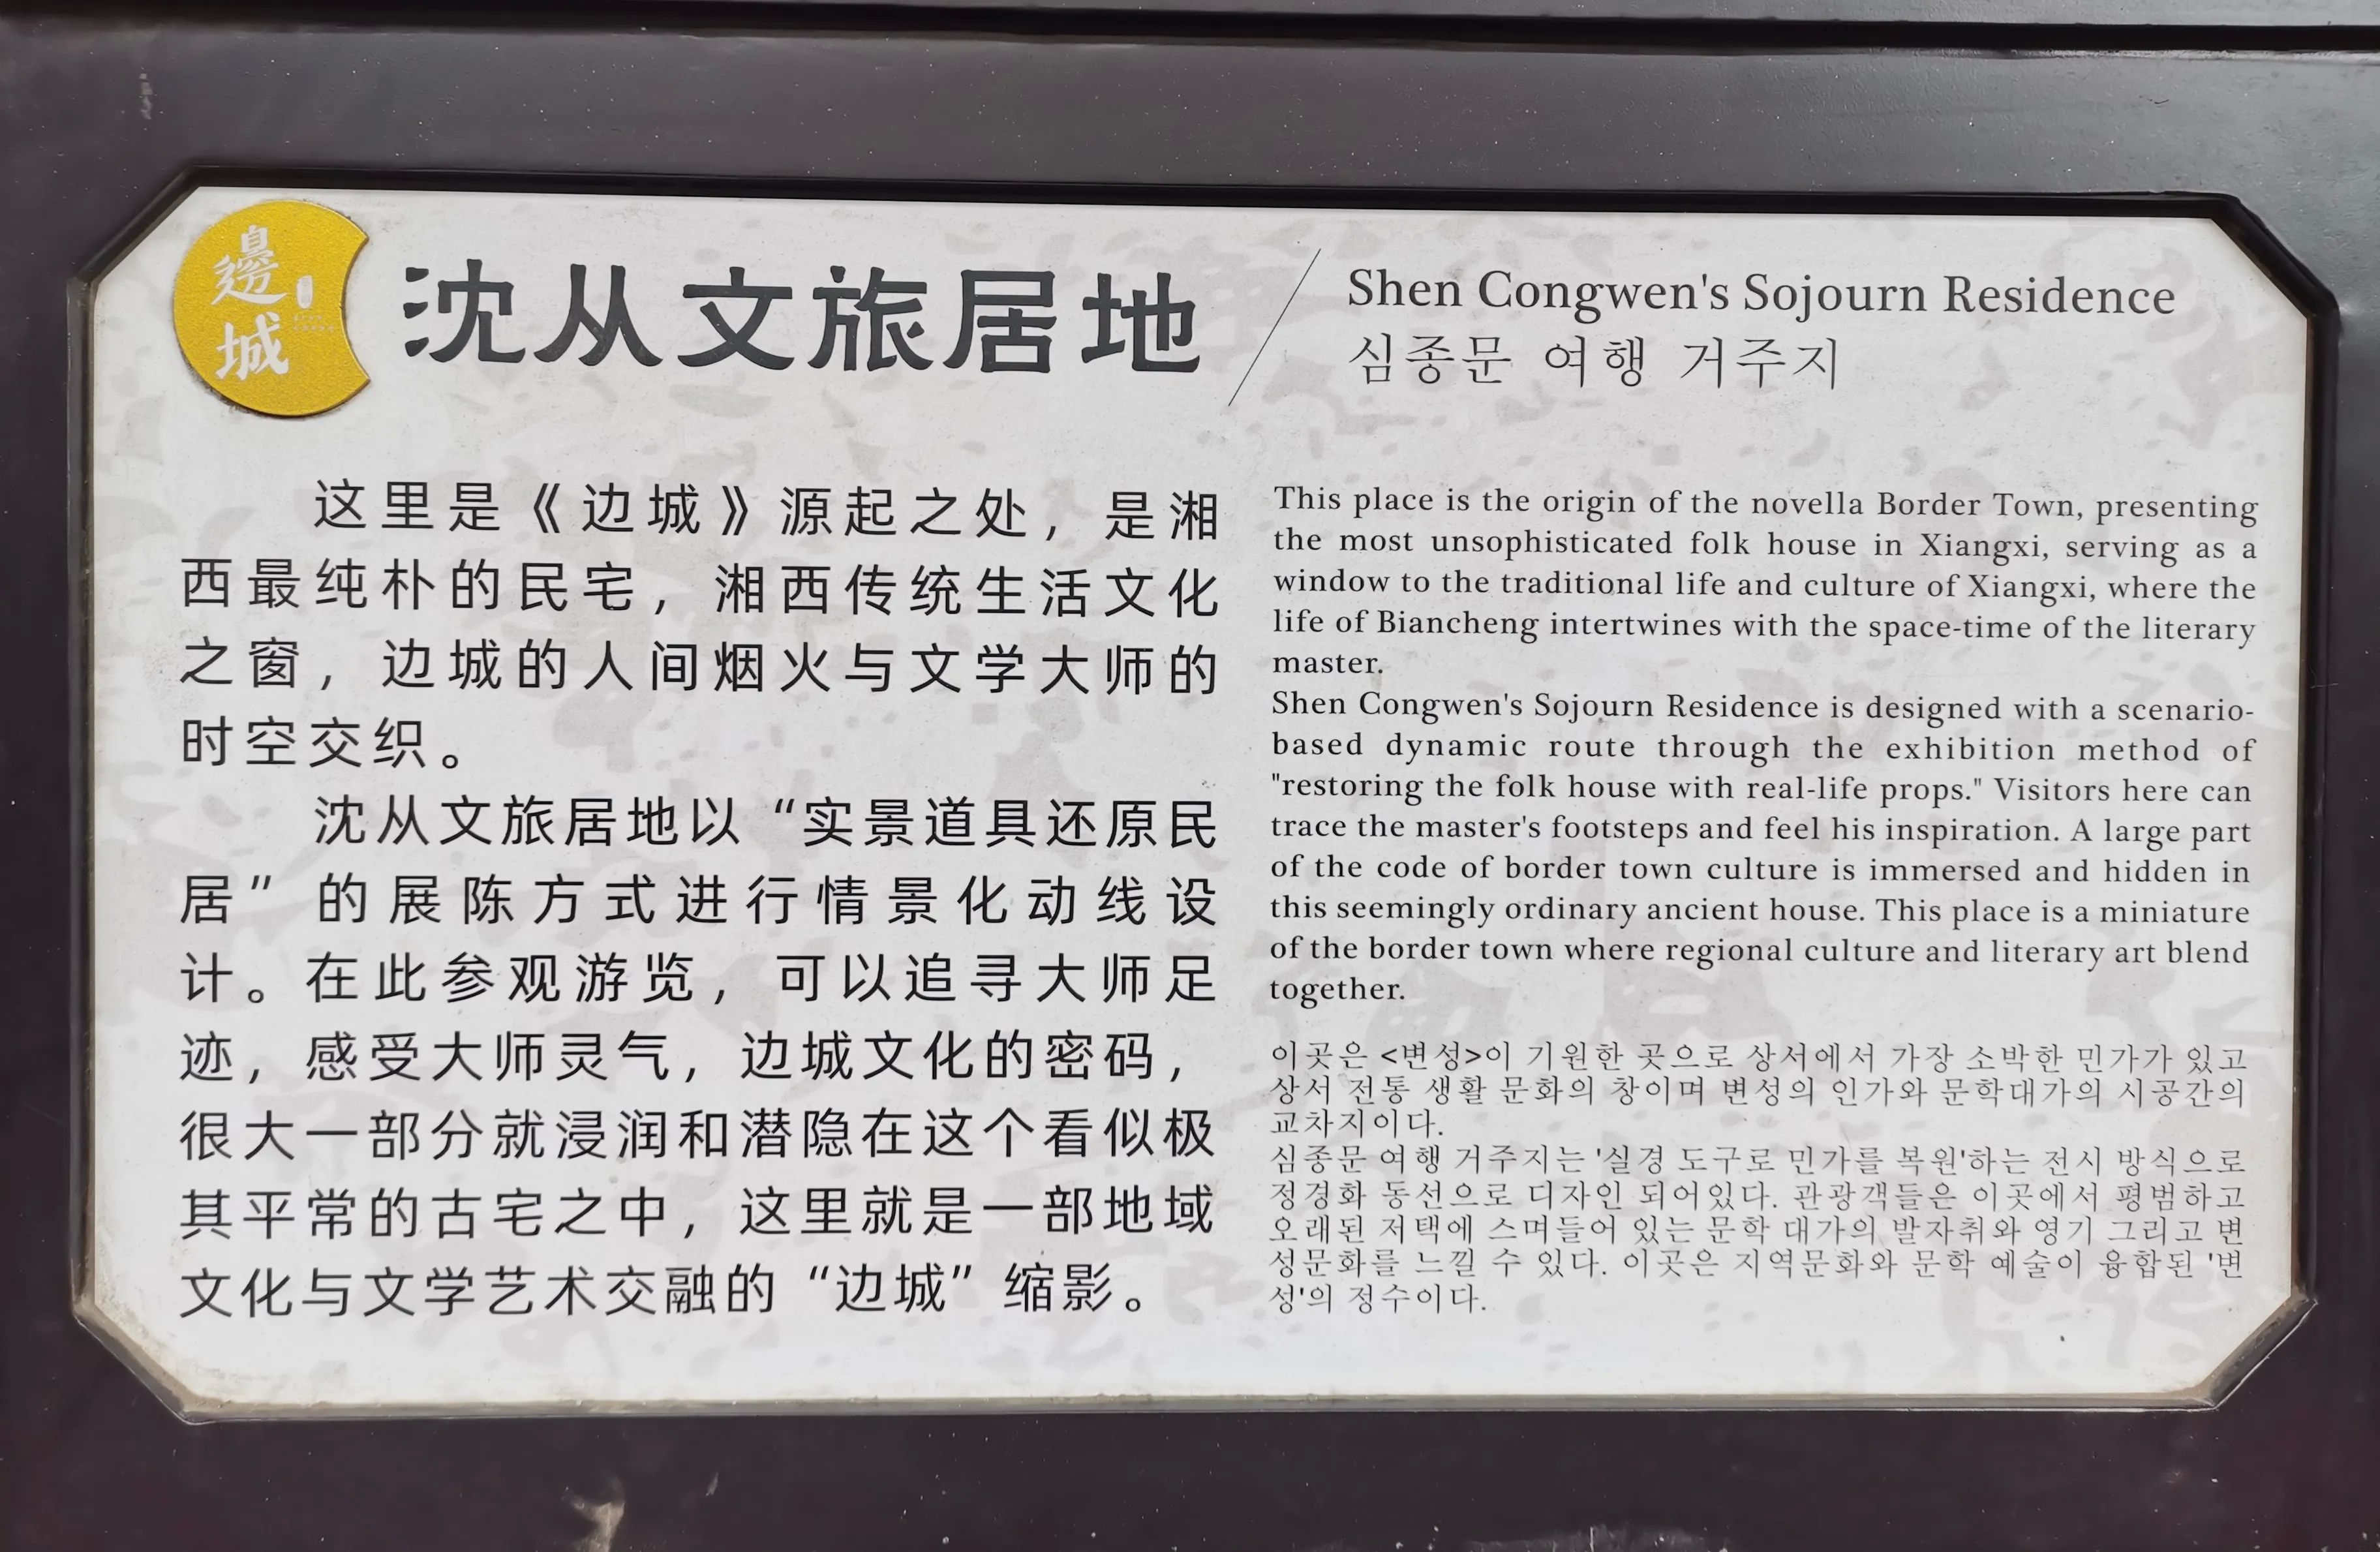 邊城
沈从文旅居地
Shen Congwen's Sojourn Residence
심종문 여행 거주지
这里是《边城》源起之处，是湘
西最纯朴的民宅，湘西传统生活文化
之窗，边城的人间烟火与文学大师的
时空交织。
沈从文旅居地以“实景道具还原民
居”的展陈方式进行情景化动线设
计。在此参观游览，可以追寻大师足
迹，感受大师灵气，边城文化的密码，
很大一部分就浸润和潜隐在这个看似极
其平常的古宅之中，这里就是一部地域
文化与文学艺术交融的“边城”缩影。
This place is the origin of the novella Border Town, presenting
the most unsophisticated folk house in Xiangxi, serving as a
window to the traditional life and culture of Xiangxi, where the
life of Biancheng intertwines with the space-time of the literary
master.
Shen Congwen's Sojourn Residence is designed with a scenario-
based dynamic route through the exhibition method of
"restoring the folk house with real-life props." Visitors here can
trace the master's footsteps and feel his inspiration. A large part
of the code of border town culture is immersed and hidden in
this seemingly ordinary ancient house. This place is a miniature
of the border town where regional culture and literary art blend
together.
이곳은 <변성>이 기원한 곳으로 상서에서 가장 소박한 민가가 있고
상서 전통 생활 문화의 창이며 변성의 인가와 문학대가의 시공간의
교차지이다.
심종문 여행 거주지는 '실경 도구로 민가를 복원'하는 전시 방식으로
정경화 동선으로 디자인 되어있다. 관광객들은 이곳에서 평범하고
오래된 저택에 스며들어 있는 문학 대가의 발자취와 영기 그리고 변
성문화를 느낄 수 있다. 이곳은 지역문화와 문학 예술이 융합된 '변
성'의 정수이다.